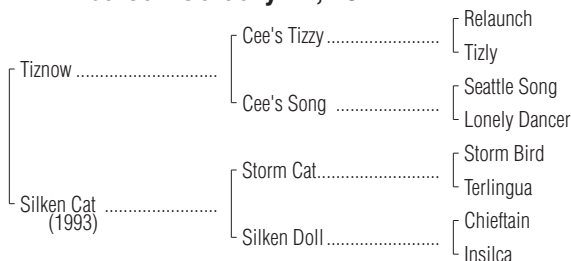 Relaunch
Cee's Tizzy ........................
Tizly
Tiznow ..............................
Seattle Song
Cee's Song ......................
Lonely Dancer
Storm Bird
Storm Cat..........................
Terlingua
Silken Cat ........................
(1993)
Chieftain
Silken Doll ........................
Insilca